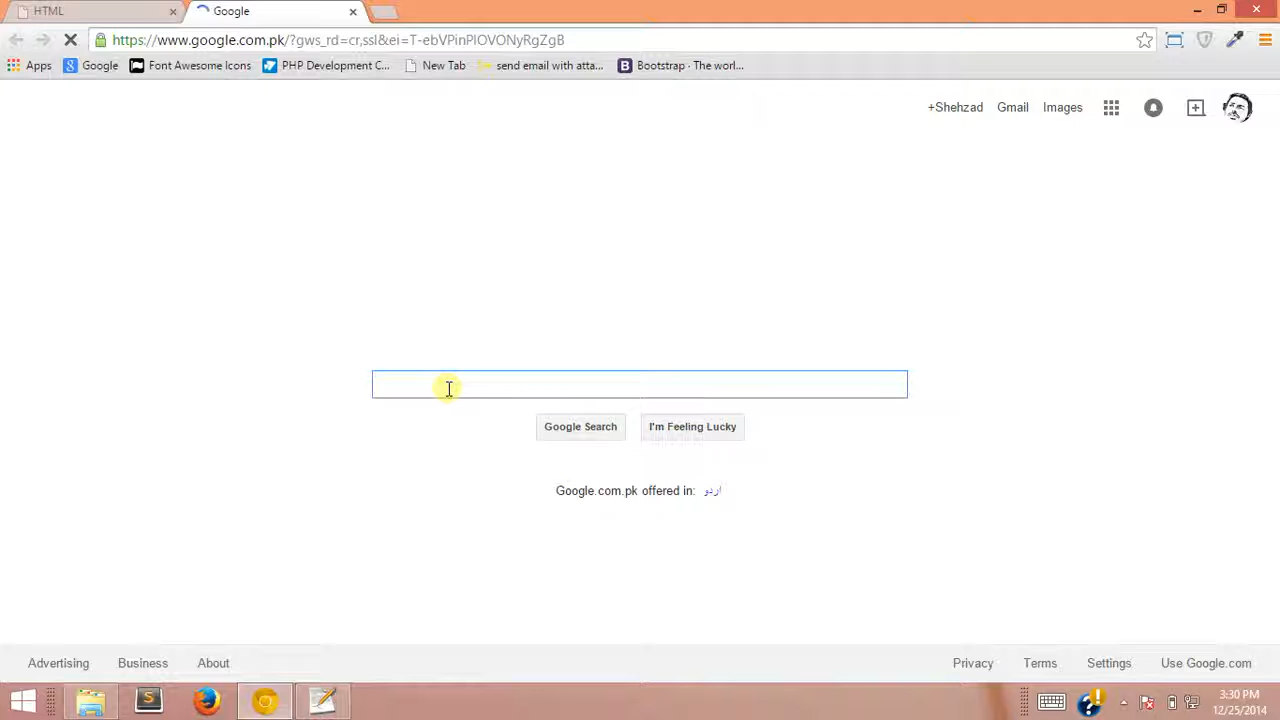 HTML
Google
https://www.google.com.pk/?gws_rd=cr,ssl&ei=T-ebVPinPIOVONyRgZgB
Apps Google Font Awesome Icons PHP Development C... New Tab send email with atta... Bootstrap · The worl...
+Shehzad Gmail Images
Google Search I'm Feeling Lucky
Google.com.pk offered in: اردو
Advertising Business About Privacy Terms Settings Use Google.com
3:30 PM
12/25/2014